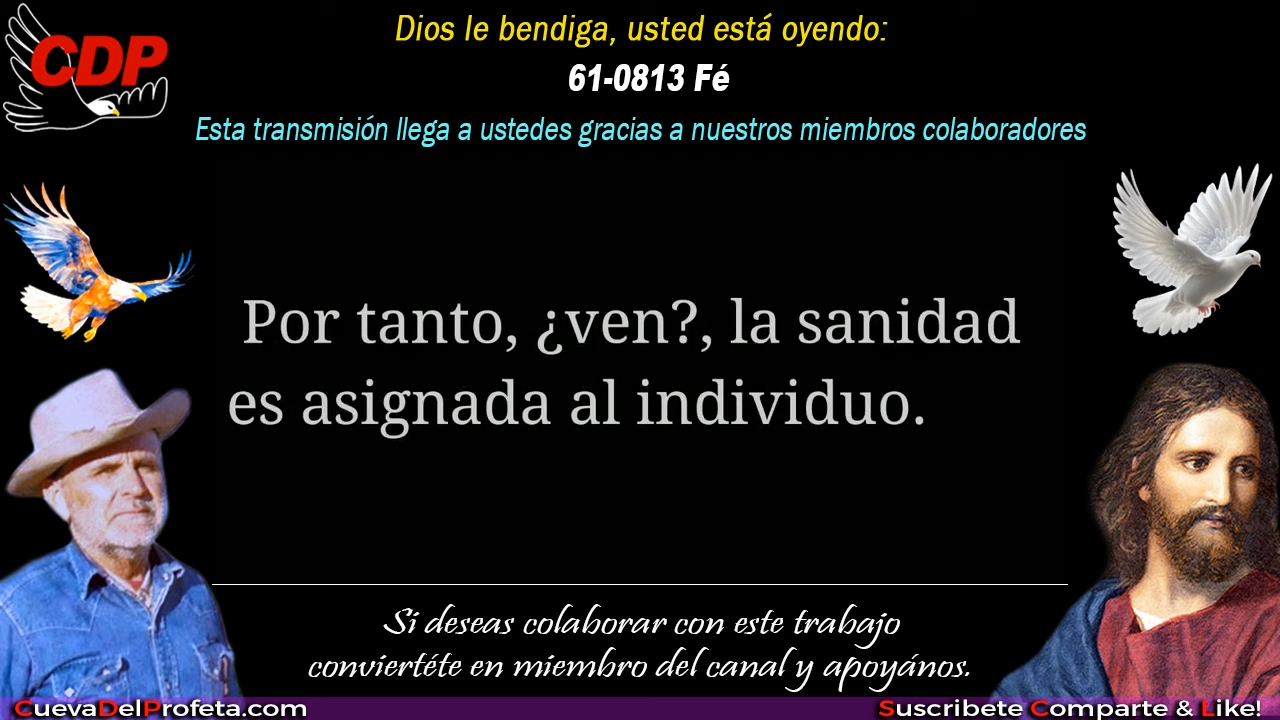 CDP
Dios le bendiga, usted está oyendo:
61-0813 Fé
Esta transmisión llega a ustedes gracias a nuestros miembros colaboradores
Por tanto, ¿ven?, la sanidad
es asignada al individuo.
Si deseas colaborar con este trabajo
conviertéte en miembro del canal y apoyános.
CuevaDelProfeta.com
Suscribete Comparte & Like!